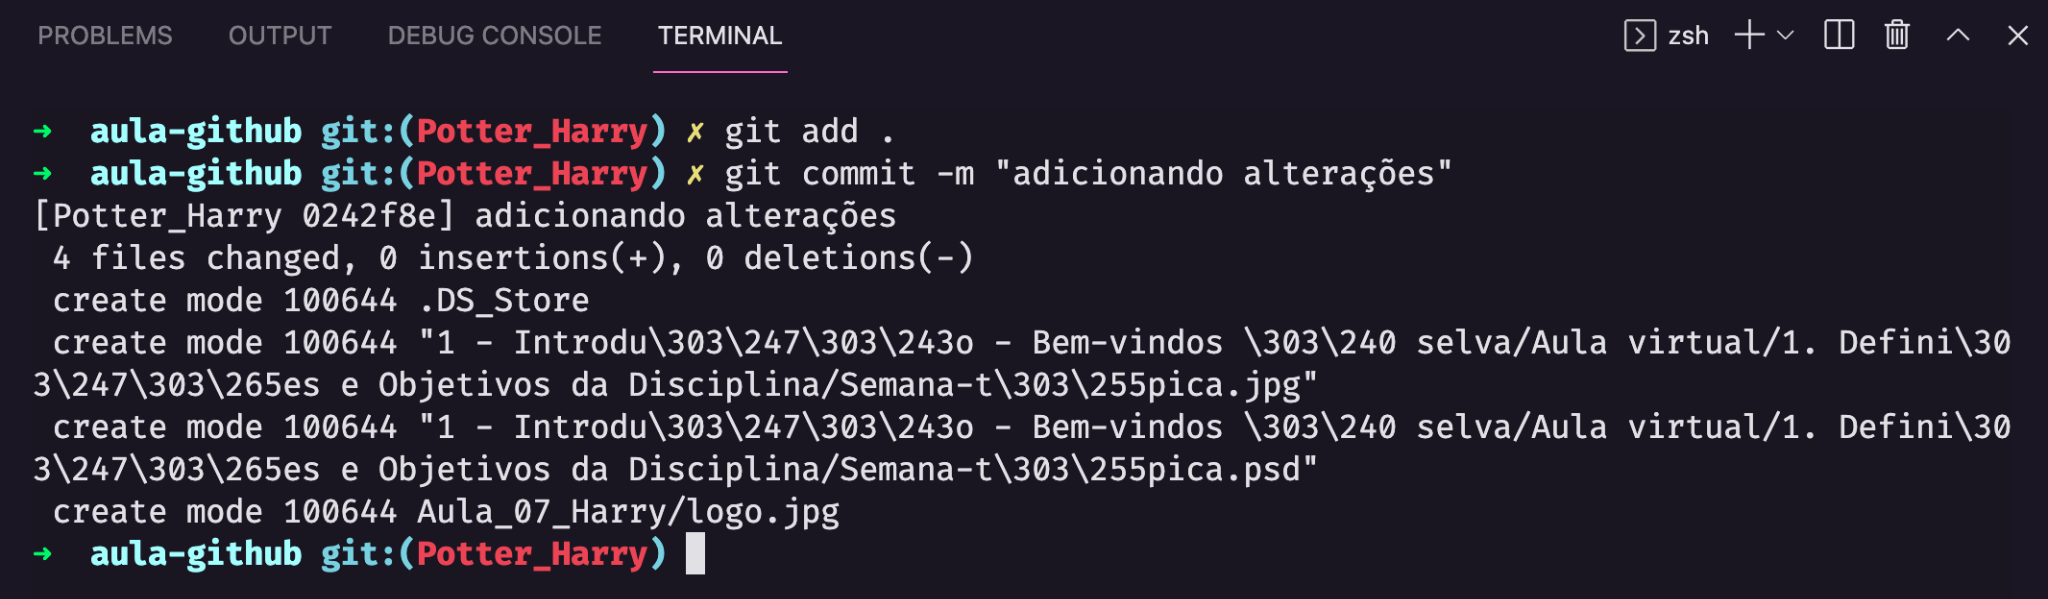 PROBLEMS OUTPUT DEBUG CONSOLE TERMINAL zsh
➜ aula-github git:(Potter_Harry) ✗ git add .
➜ aula-github git:(Potter_Harry) ✗ git commit -m "adicionando alterações"
[Potter_Harry 0242f8e] adicionando alterações
4 files changed, 0 insertions(+), 0 deletions(-)
create mode 100644 .DS_Store
create mode 100644 "1 - Introdu\303\247\303\243o - Bem-vindos \303\240 selva/Aula virtual/1. Defini\30
3\247\303\265es e Objetivos da Disciplina/Semana-t\303\255pica.jpg"
create mode 100644 "1 - Introdu\303\247\303\243o - Bem-vindos \303\240 selva/Aula virtual/1. Defini\30
3\247\303\265es e Objetivos da Disciplina/Semana-t\303\255pica.psd"
create mode 100644 Aula_07_Harry/logo.jpg
➜ aula-github git:(Potter_Harry)